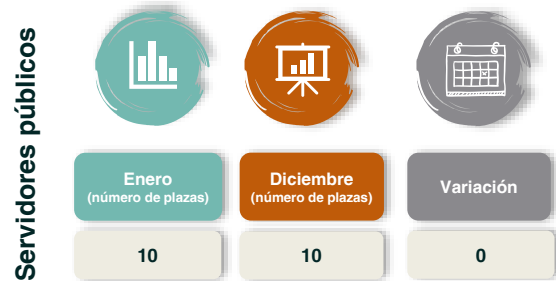 Servidores públicos
Enero
(número de plazas)
Diciembre
(número de plazas)
Variación
10
10
0